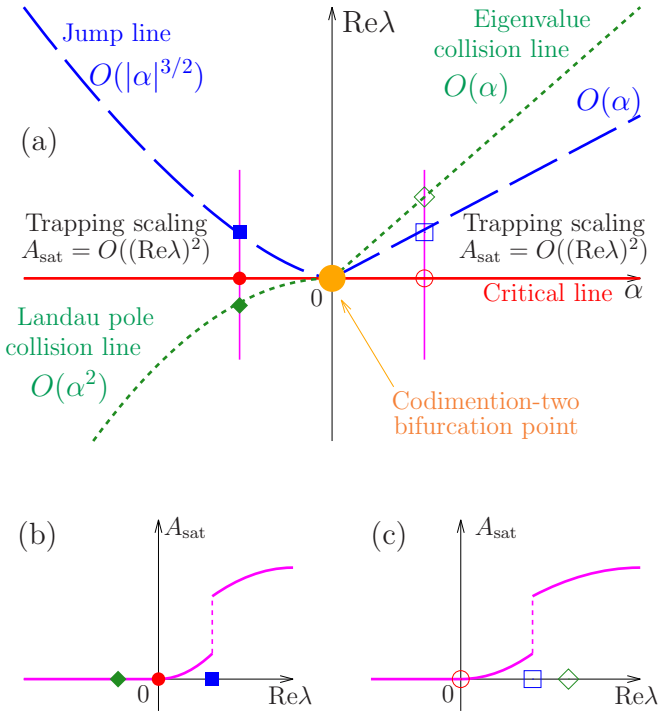 Jump line
O(|α|^{3/2})
Reλ
Eigenvalue
collision line
O(α)
O(α)
(a)
Trapping scaling
A_sat = O((Reλ)^2)
Trapping scaling
A_sat = O((Reλ)^2)
0
Critical line
α
Landau pole
collision line
O(α^2)
Codimention-two
bifurcation point
(b)
A_sat
0
Reλ
(c)
A_sat
0
Reλ